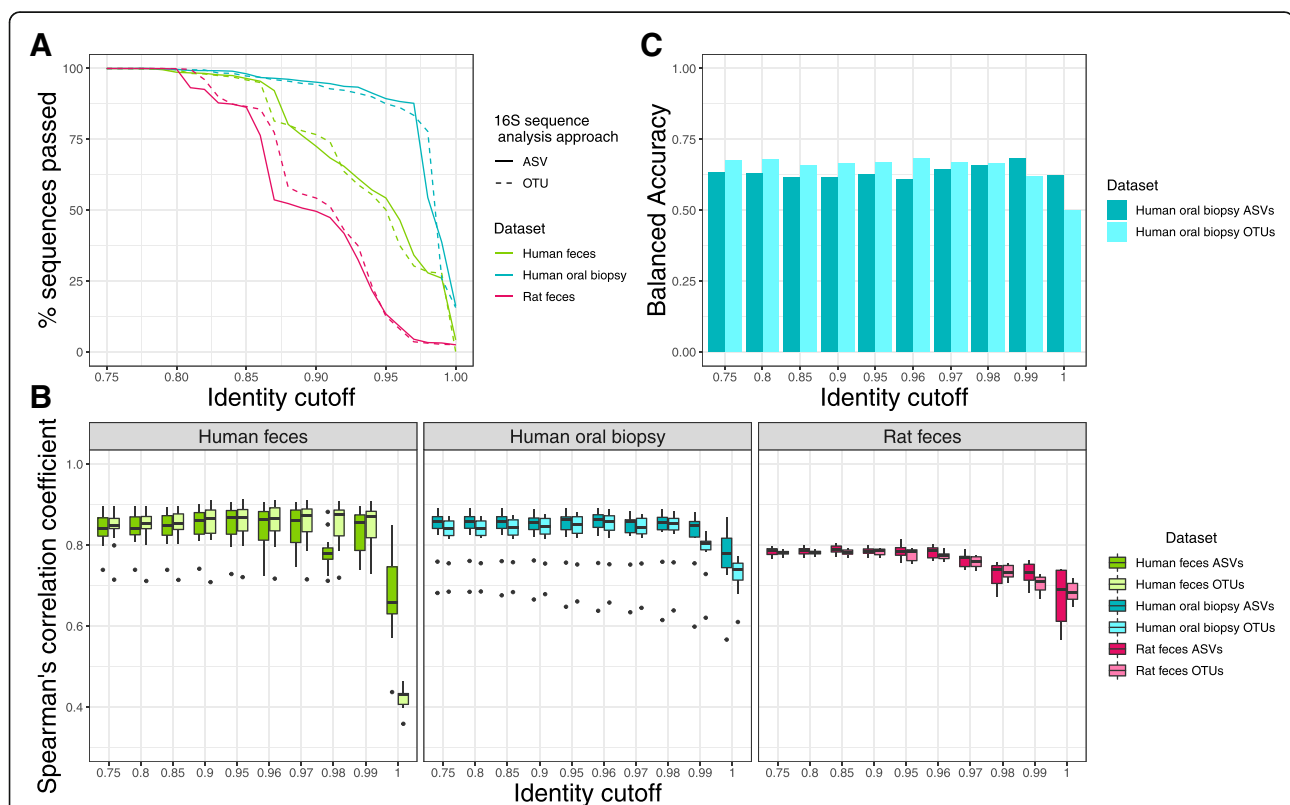 A
% sequences passed
100
75
50
25
0
0.75 0.80 0.85 0.90 0.95 1.00
Identity cutoff
16S sequence
analysis approach
ASV
OTU
Dataset
Human feces
Human oral biopsy
Rat feces
C
Balanced Accuracy
1.00
0.75
0.50
0.25
0.00
0.75 0.8 0.85 0.9 0.95 0.96 0.97 0.98 0.99 1
Identity cutoff
Dataset
Human oral biopsy ASVs
Human oral biopsy OTUs
B
Spearman's correlation coefficient
Human feces
Human oral biopsy
Rat feces
1.0
0.8
0.6
0.4
0.75 0.8 0.85 0.9 0.95 0.96 0.97 0.98 0.99 1
0.75 0.8 0.85 0.9 0.95 0.96 0.97 0.98 0.99 1
0.75 0.8 0.85 0.9 0.95 0.96 0.97 0.98 0.99 1
Identity cutoff
Dataset
Human feces ASVs
Human feces OTUs
Human oral biopsy ASVs
Human oral biopsy OTUs
Rat feces ASVs
Rat feces OTUs